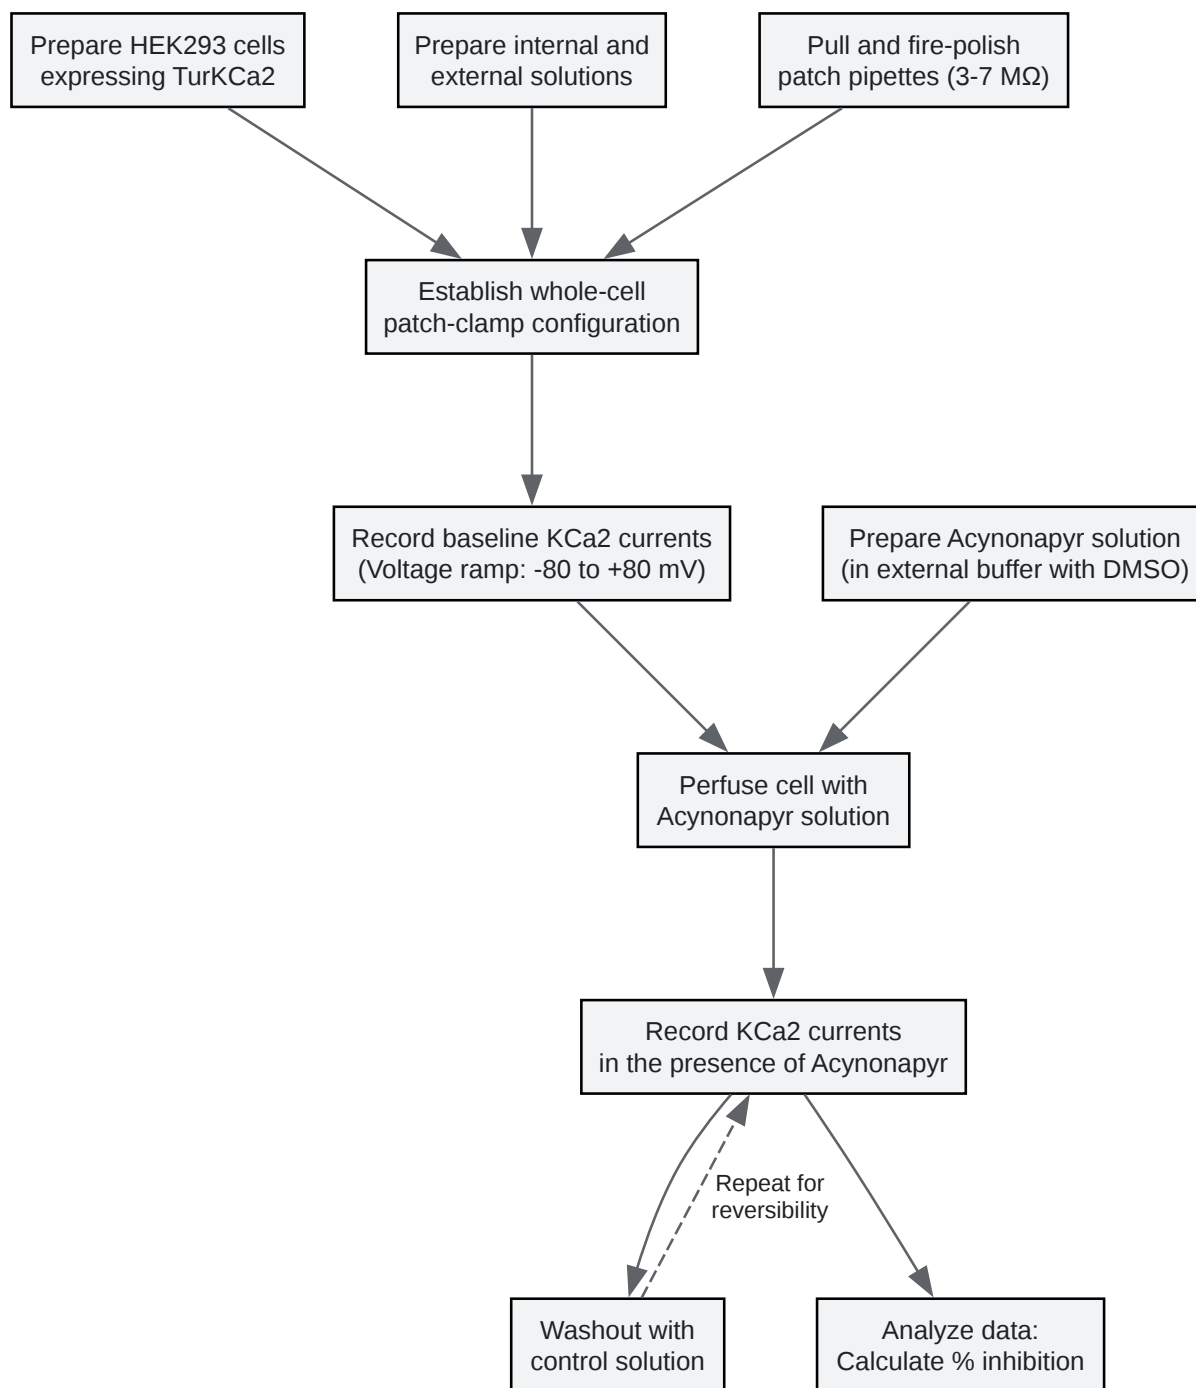 Prepare HEK293 cells
expressing TurKCa2
Prepare internal and
external solutions
Pull and fire-polish
patch pipettes (3-7 MΩ)
Establish whole-cell
patch-clamp configuration
Record baseline KCa2 currents
(Voltage ramp: -80 to +80 mV)
Prepare Acynonapyr solution
(in external buffer with DMSO)
Perfuse cell with
Acynonapyr solution
Record KCa2 currents
in the presence of Acynonapyr
Repeat for
reversibility
Washout with
control solution
Analyze data:
Calculate % inhibition